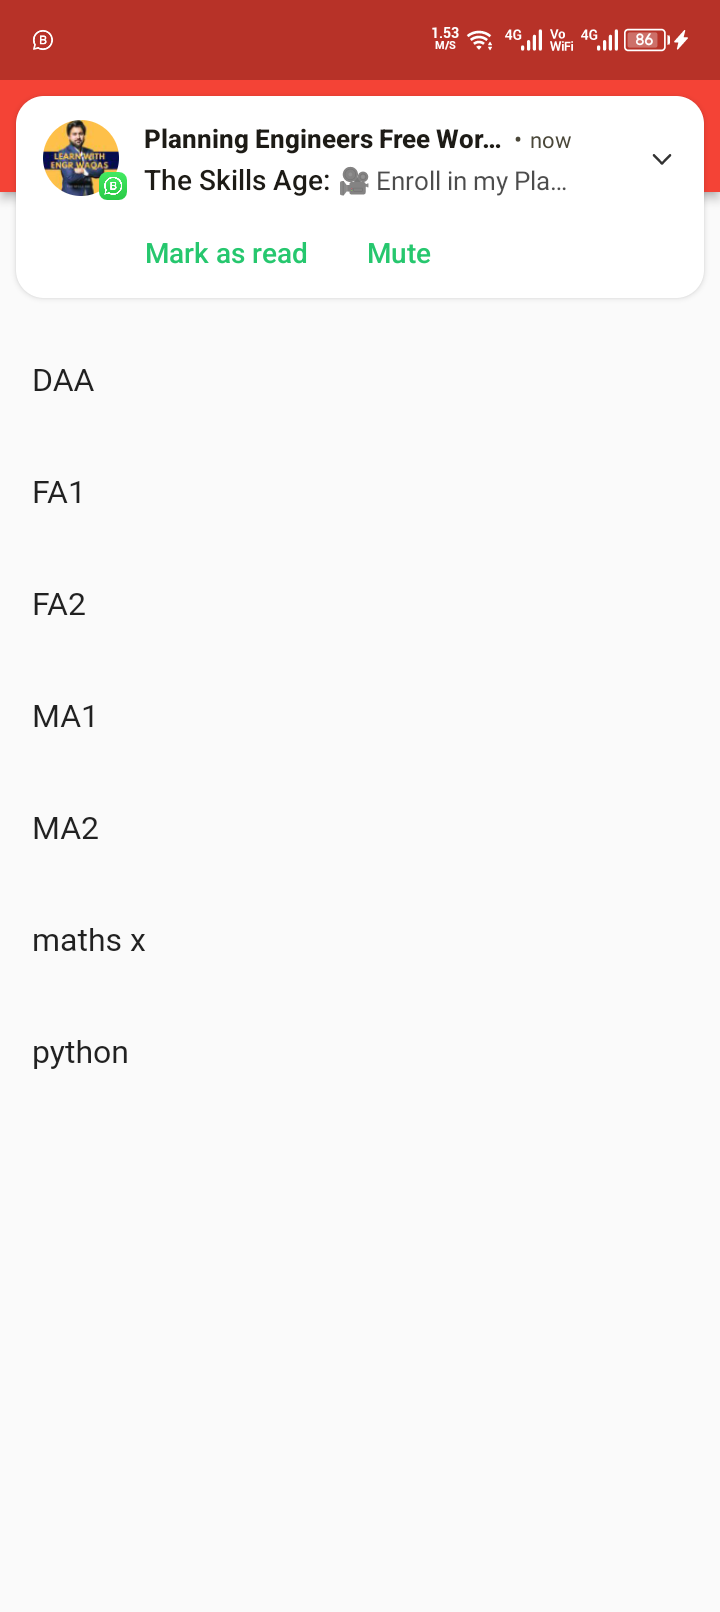 1.53
M/S
4G
Vo
WiFi
4G
86
Planning Engineers Free Wor... • now
LEARN WITH
ENGR WAQAS
The Skills Age: 🎥 Enroll in my Pla...
Mark as read Mute
DAA
FA1
FA2
MA1
MA2
maths x
python